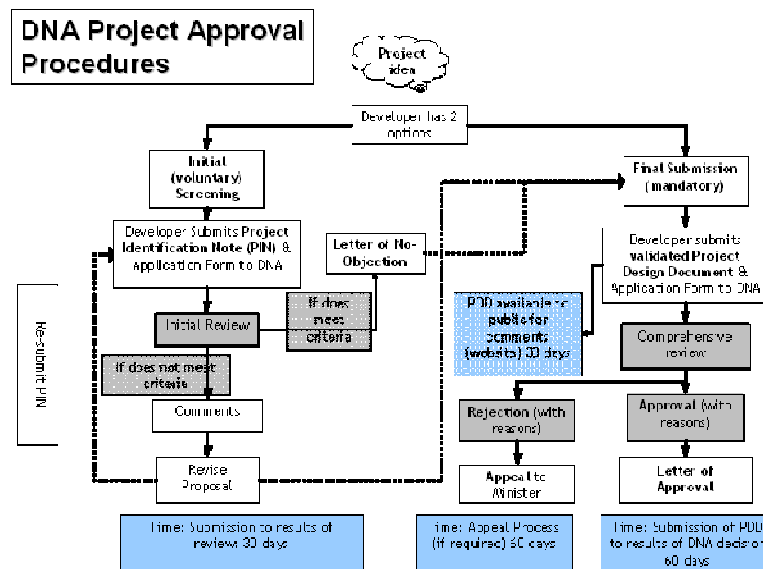 DNA Project Approval
Procedures
Project
idea
Developer has 2
options
Initial
(voluntary)
Screening
Final Submission
(mandatory)
Developer Submits Project
Identification Note (PIN) &
Application Form to DNA
Letter of No-
Objection
Developer submits
validated Project
Design Document &
Application Form to DNA
Re-submit PIN
Initial Review
If does
meet
criteria
PDD available to
public for
comments
(website) 30 days
Comprehensive
review
If does not meet
criteria
Comments
Rejection (with
reasons)
Approval (with
reasons)
Revise
Proposal
Appeal to
Minister
Letter of
Approval
Time: Submission to results of
review: 30 days
Time: Appeal Process
(if required) 60 days
Time: Submission of PDD
to results of DNA decision
60 days